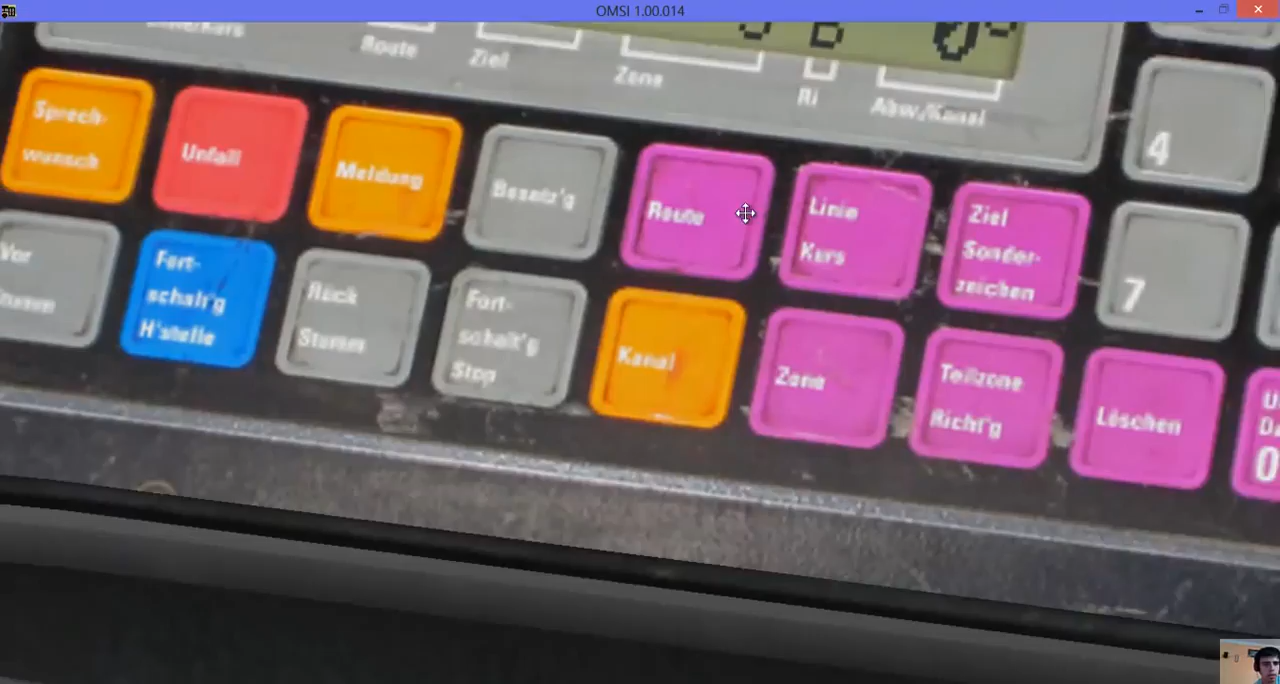 OMSI 1.00.014
Route
Ziel
Zone
Ri
Abw./Kanal
Sprech-
wunsch
Unfall
Meldung
Besetz'g
Route
Linie
Kurs
Ziel
Sonder-
zeichen
4
7
Vor
Fort-
schalt'g
H'stelle
Rück
Stumm
Fort-
schalt'g
Stop
Kanal
Zone
Teilzone
Richt'g
Löschen
0